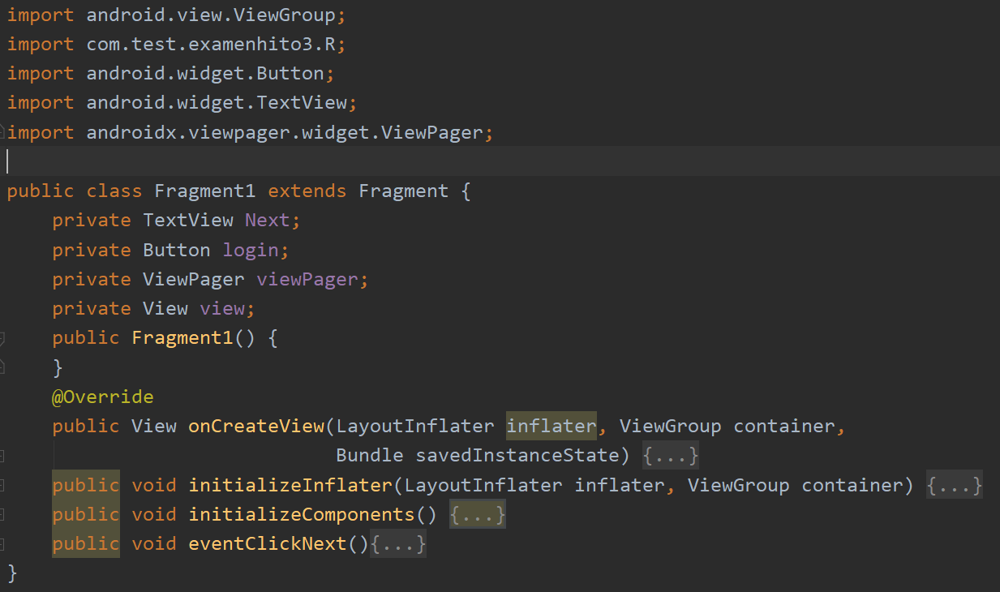 import android.view.ViewGroup;
import com.test.examenhito3.R;
import android.widget.Button;
import android.widget.TextView;
import androidx.viewpager.widget.ViewPager;
public class Fragment1 extends Fragment {
    private TextView Next;
    private Button login;
    private ViewPager viewPager;
    private View view;
    public Fragment1() {
    }
    @Override
    public View onCreateView(LayoutInflater inflater, ViewGroup container,
                             Bundle savedInstanceState) {...}
    public void initializeInflater(LayoutInflater inflater, ViewGroup container) {...}
    public void initializeComponents() {...}
    public void eventClickNext(){...}
}